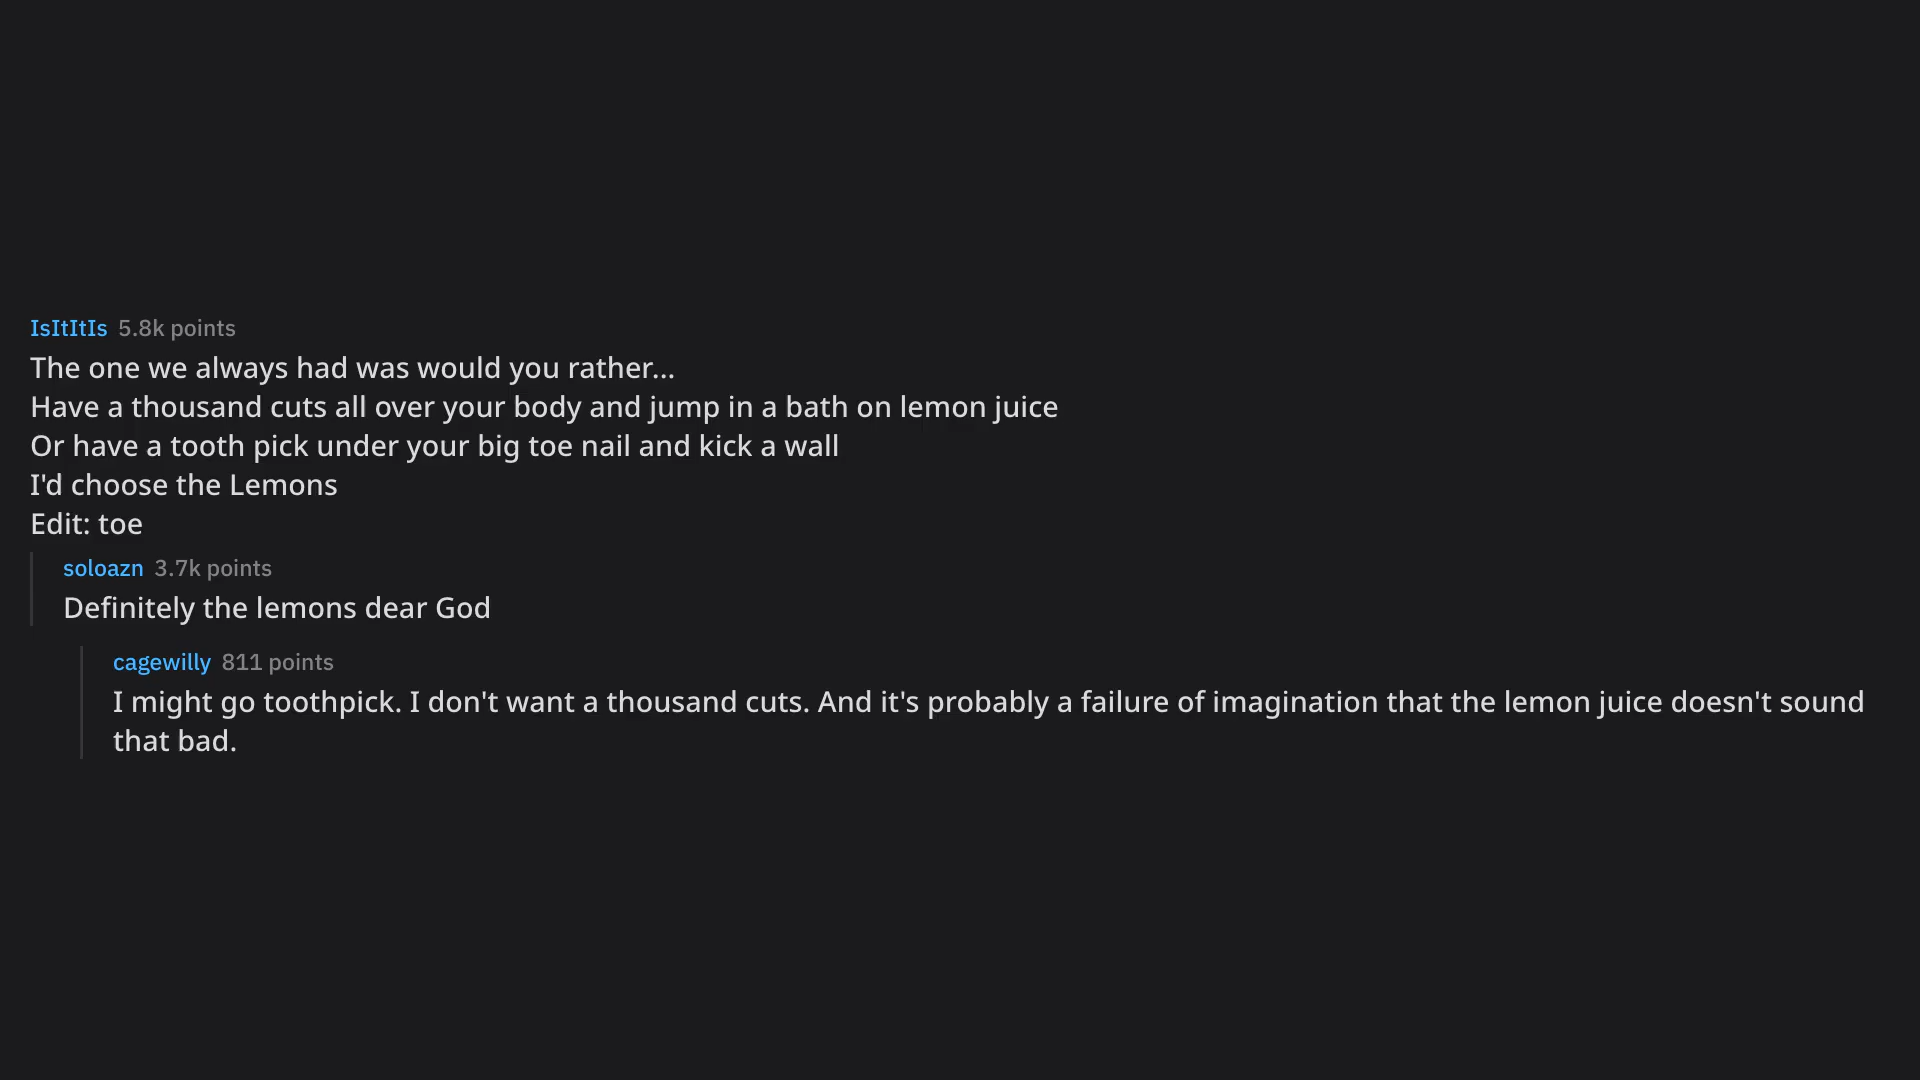 IsItItIs 5.8k points
The one we always had was would you rather...
Have a thousand cuts all over your body and jump in a bath on lemon juice
Or have a tooth pick under your big toe nail and kick a wall
I'd choose the Lemons
Edit: toe
soloazn 3.7k points
Definitely the lemons dear God
cagewilly 811 points
I might go toothpick. I don't want a thousand cuts. And it's probably a failure of imagination that the lemon juice doesn't sound
that bad.